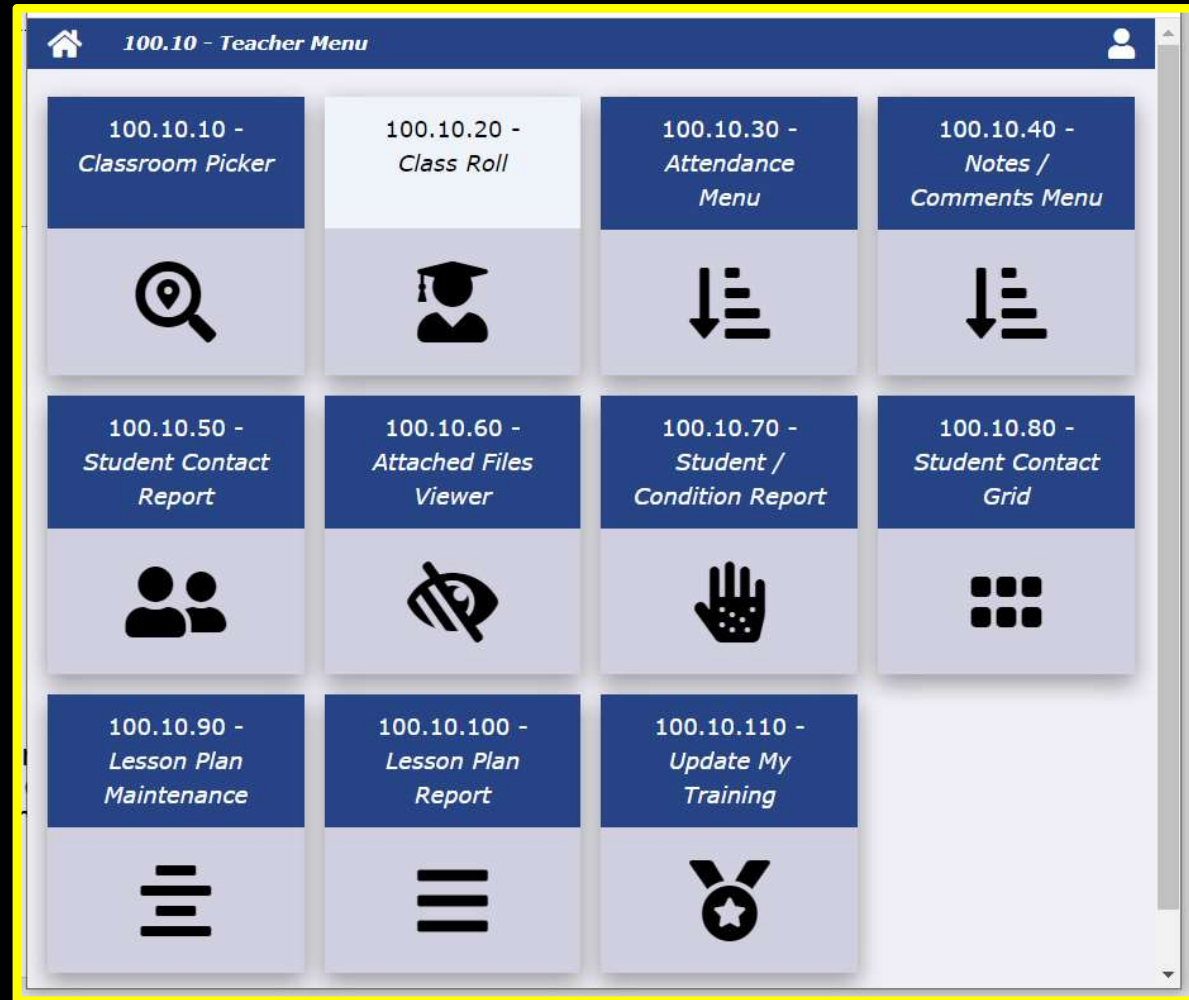 100.10 - Teacher Menu
100.10.10 -
Classroom Picker
100.10.20 -
Class Roll
100.10.30 -
Attendance
Menu
100.10.40 -
Notes /
Comments Menu
100.10.50 -
Student Contact
Report
100.10.60 -
Attached Files
Viewer
100.10.70 -
Student /
Condition Report
100.10.80 -
Student Contact
Grid
100.10.90 -
Lesson Plan
Maintenance
100.10.100 -
Lesson Plan
Report
100.10.110 -
Update My
Training